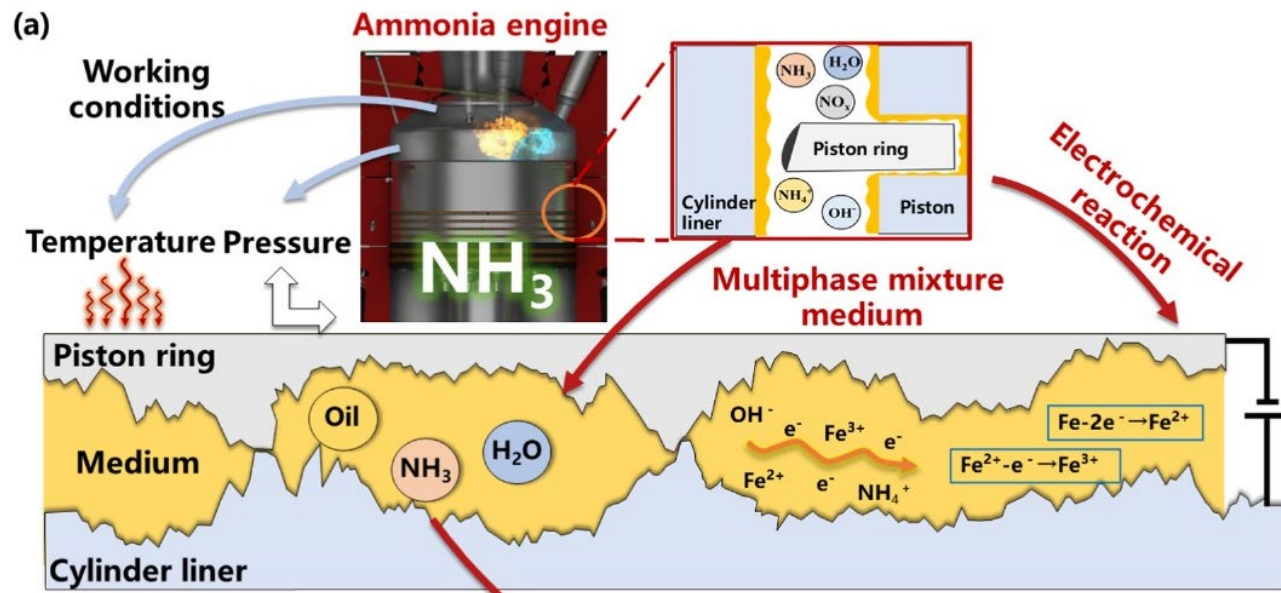 (a)
Ammonia engine
Working
conditions
NH₃
H₂O
NOₓ
Piston ring
NH₄⁺
OH⁻
Cylinder
liner
Piston
Electrochemical
reaction
Temperature
Pressure
NH₃
Multiphase mixture
medium
Piston ring
Oil
Medium
NH₃
H₂O
OH⁻
e⁻
Fe³⁺
e⁻
Fe²⁺
e⁻
NH₄⁺
Fe-2e⁻→Fe²⁺
Fe²⁺-e⁻→Fe³⁺
Cylinder liner